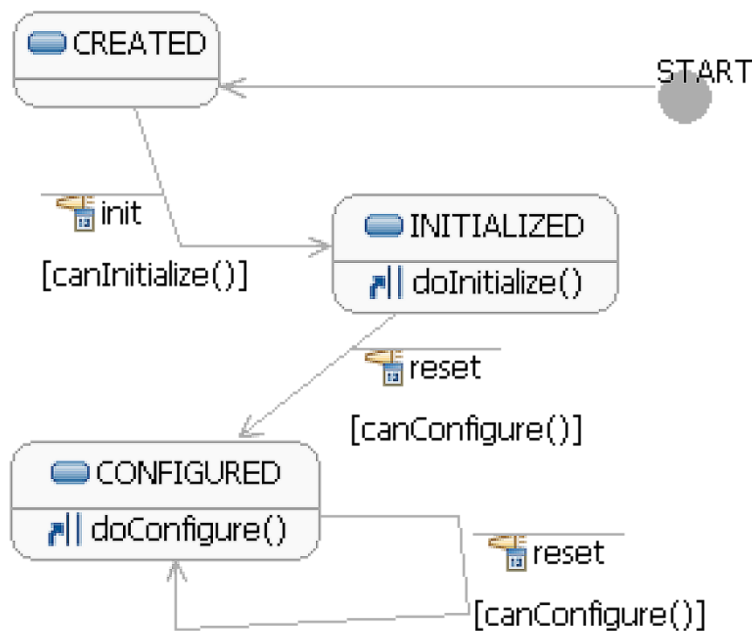 CREATED
START
init
[canInitialize()]
INITIALIZED
doInitialize()
reset
[canConfigure()]
CONFIGURED
doConfigure()
reset
[canConfigure()]